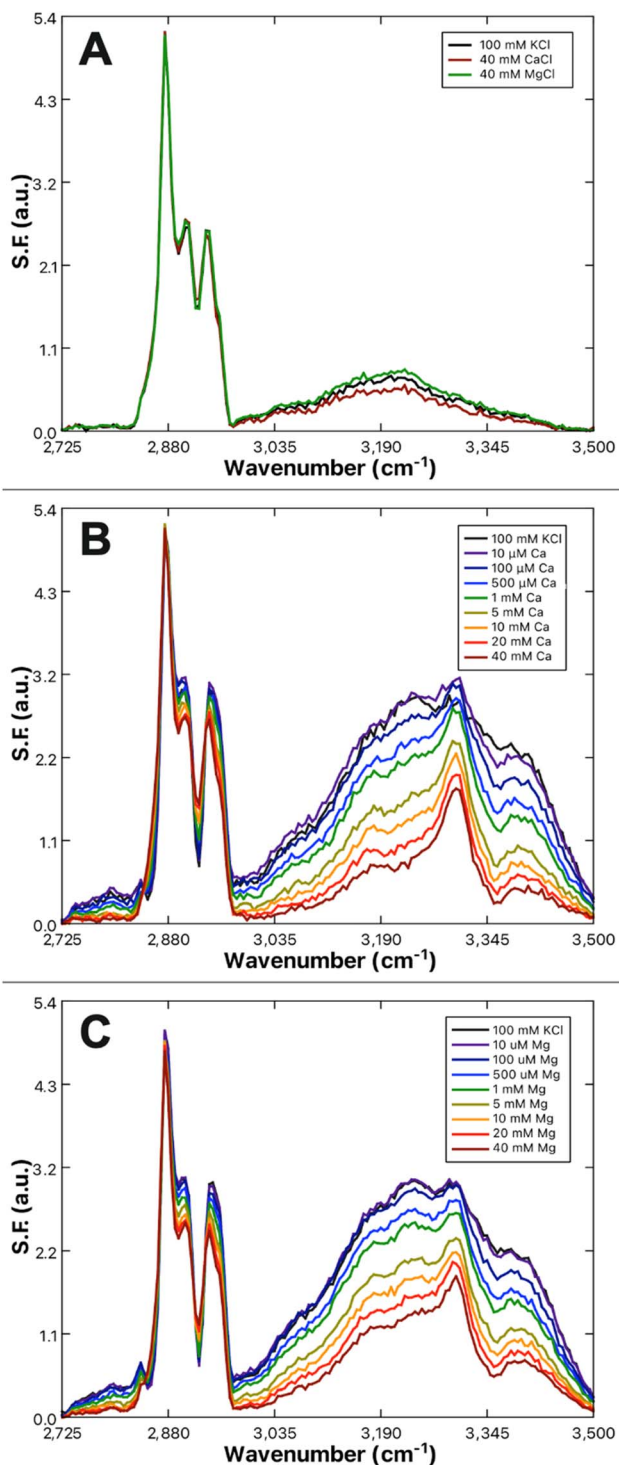 A
100 mM KCl
40 mM CaCl
40 mM MgCl
5.4
4.3
3.2
2.1
1.1
0.0
S.F. (a.u.)
2,725 2,880 3,035 3,190 3,345 3,500
Wavenumber (cm-1)
B
100 mM KCl
10 µM Ca
100 µM Ca
500 µM Ca
1 mM Ca
5 mM Ca
10 mM Ca
20 mM Ca
40 mM Ca
5.4
4.3
3.2
2.2
1.1
0.0
S.F. (a.u.)
2,725 2,880 3,035 3,190 3,345 3,500
Wavenumber (cm-1)
C
100 mM KCl
10 uM Mg
100 uM Mg
500 uM Mg
1 mM Mg
5 mM Mg
10 mM Mg
20 mM Mg
40 mM Mg
5.4
4.3
3.2
2.2
1.1
0.0
S.F. (a.u.)
2,725 2,880 3,035 3,190 3,345 3,500
Wavenumber (cm-1)